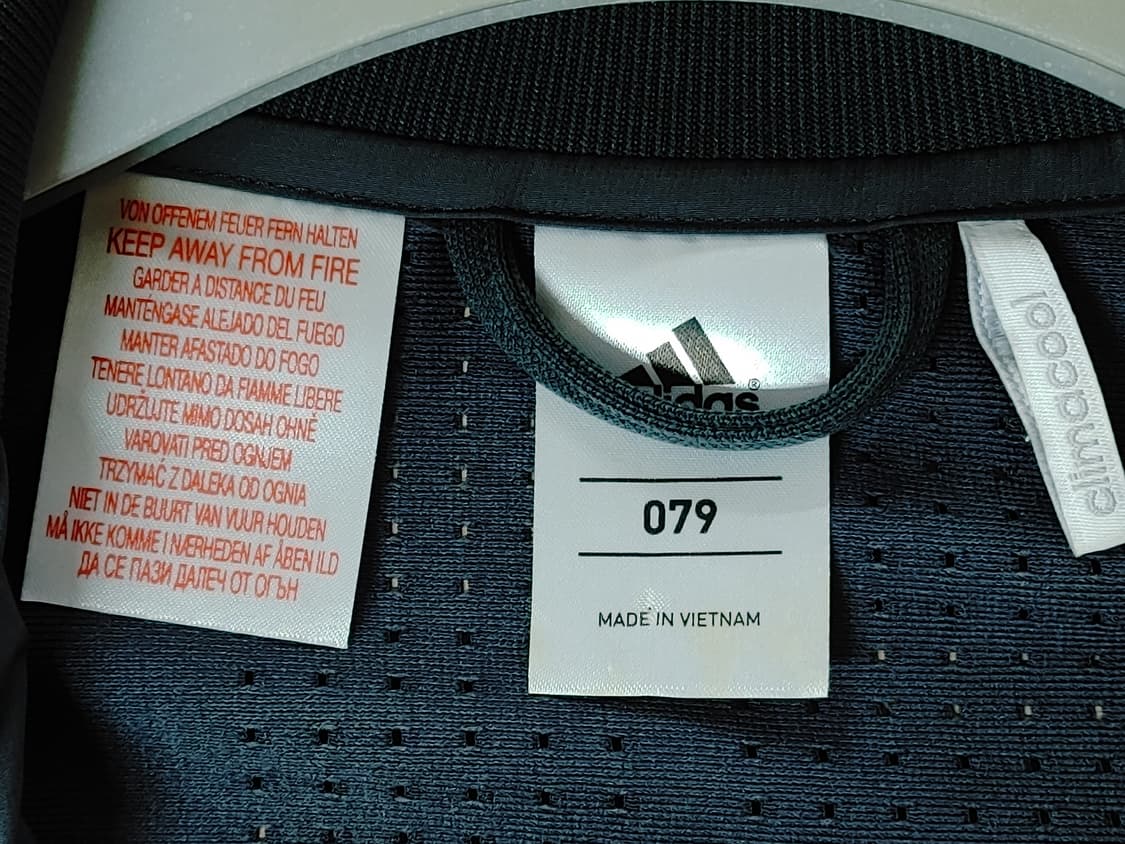 VON OFFENEM FEUER FERN HALTEN
KEEP AWAY FROM FIRE
GARDER A DISTANCE DU FEU
MANTÉNGASE ALEJADO DEL FUEGO
MANTER AFASTADO DO FOGO
TENERE LONTANO DA FIAMME LIBERE
UDRŽUJTE MIMO DOSAH OHNĚ
VAROVATI PRED OGNJEM
TRZYMAĆ Z DALEKA OD OGNIA
NIET IN DE BUURT VAN VUUR HOUDEN
MÅ IKKE KOMME I NÆRHEDEN AF ÅBEN ILD
ДА СЕ ПАЗИ ДАЛЕЧ ОТ ОГЪН
adidas®
079
MADE IN VIETNAM
climacool